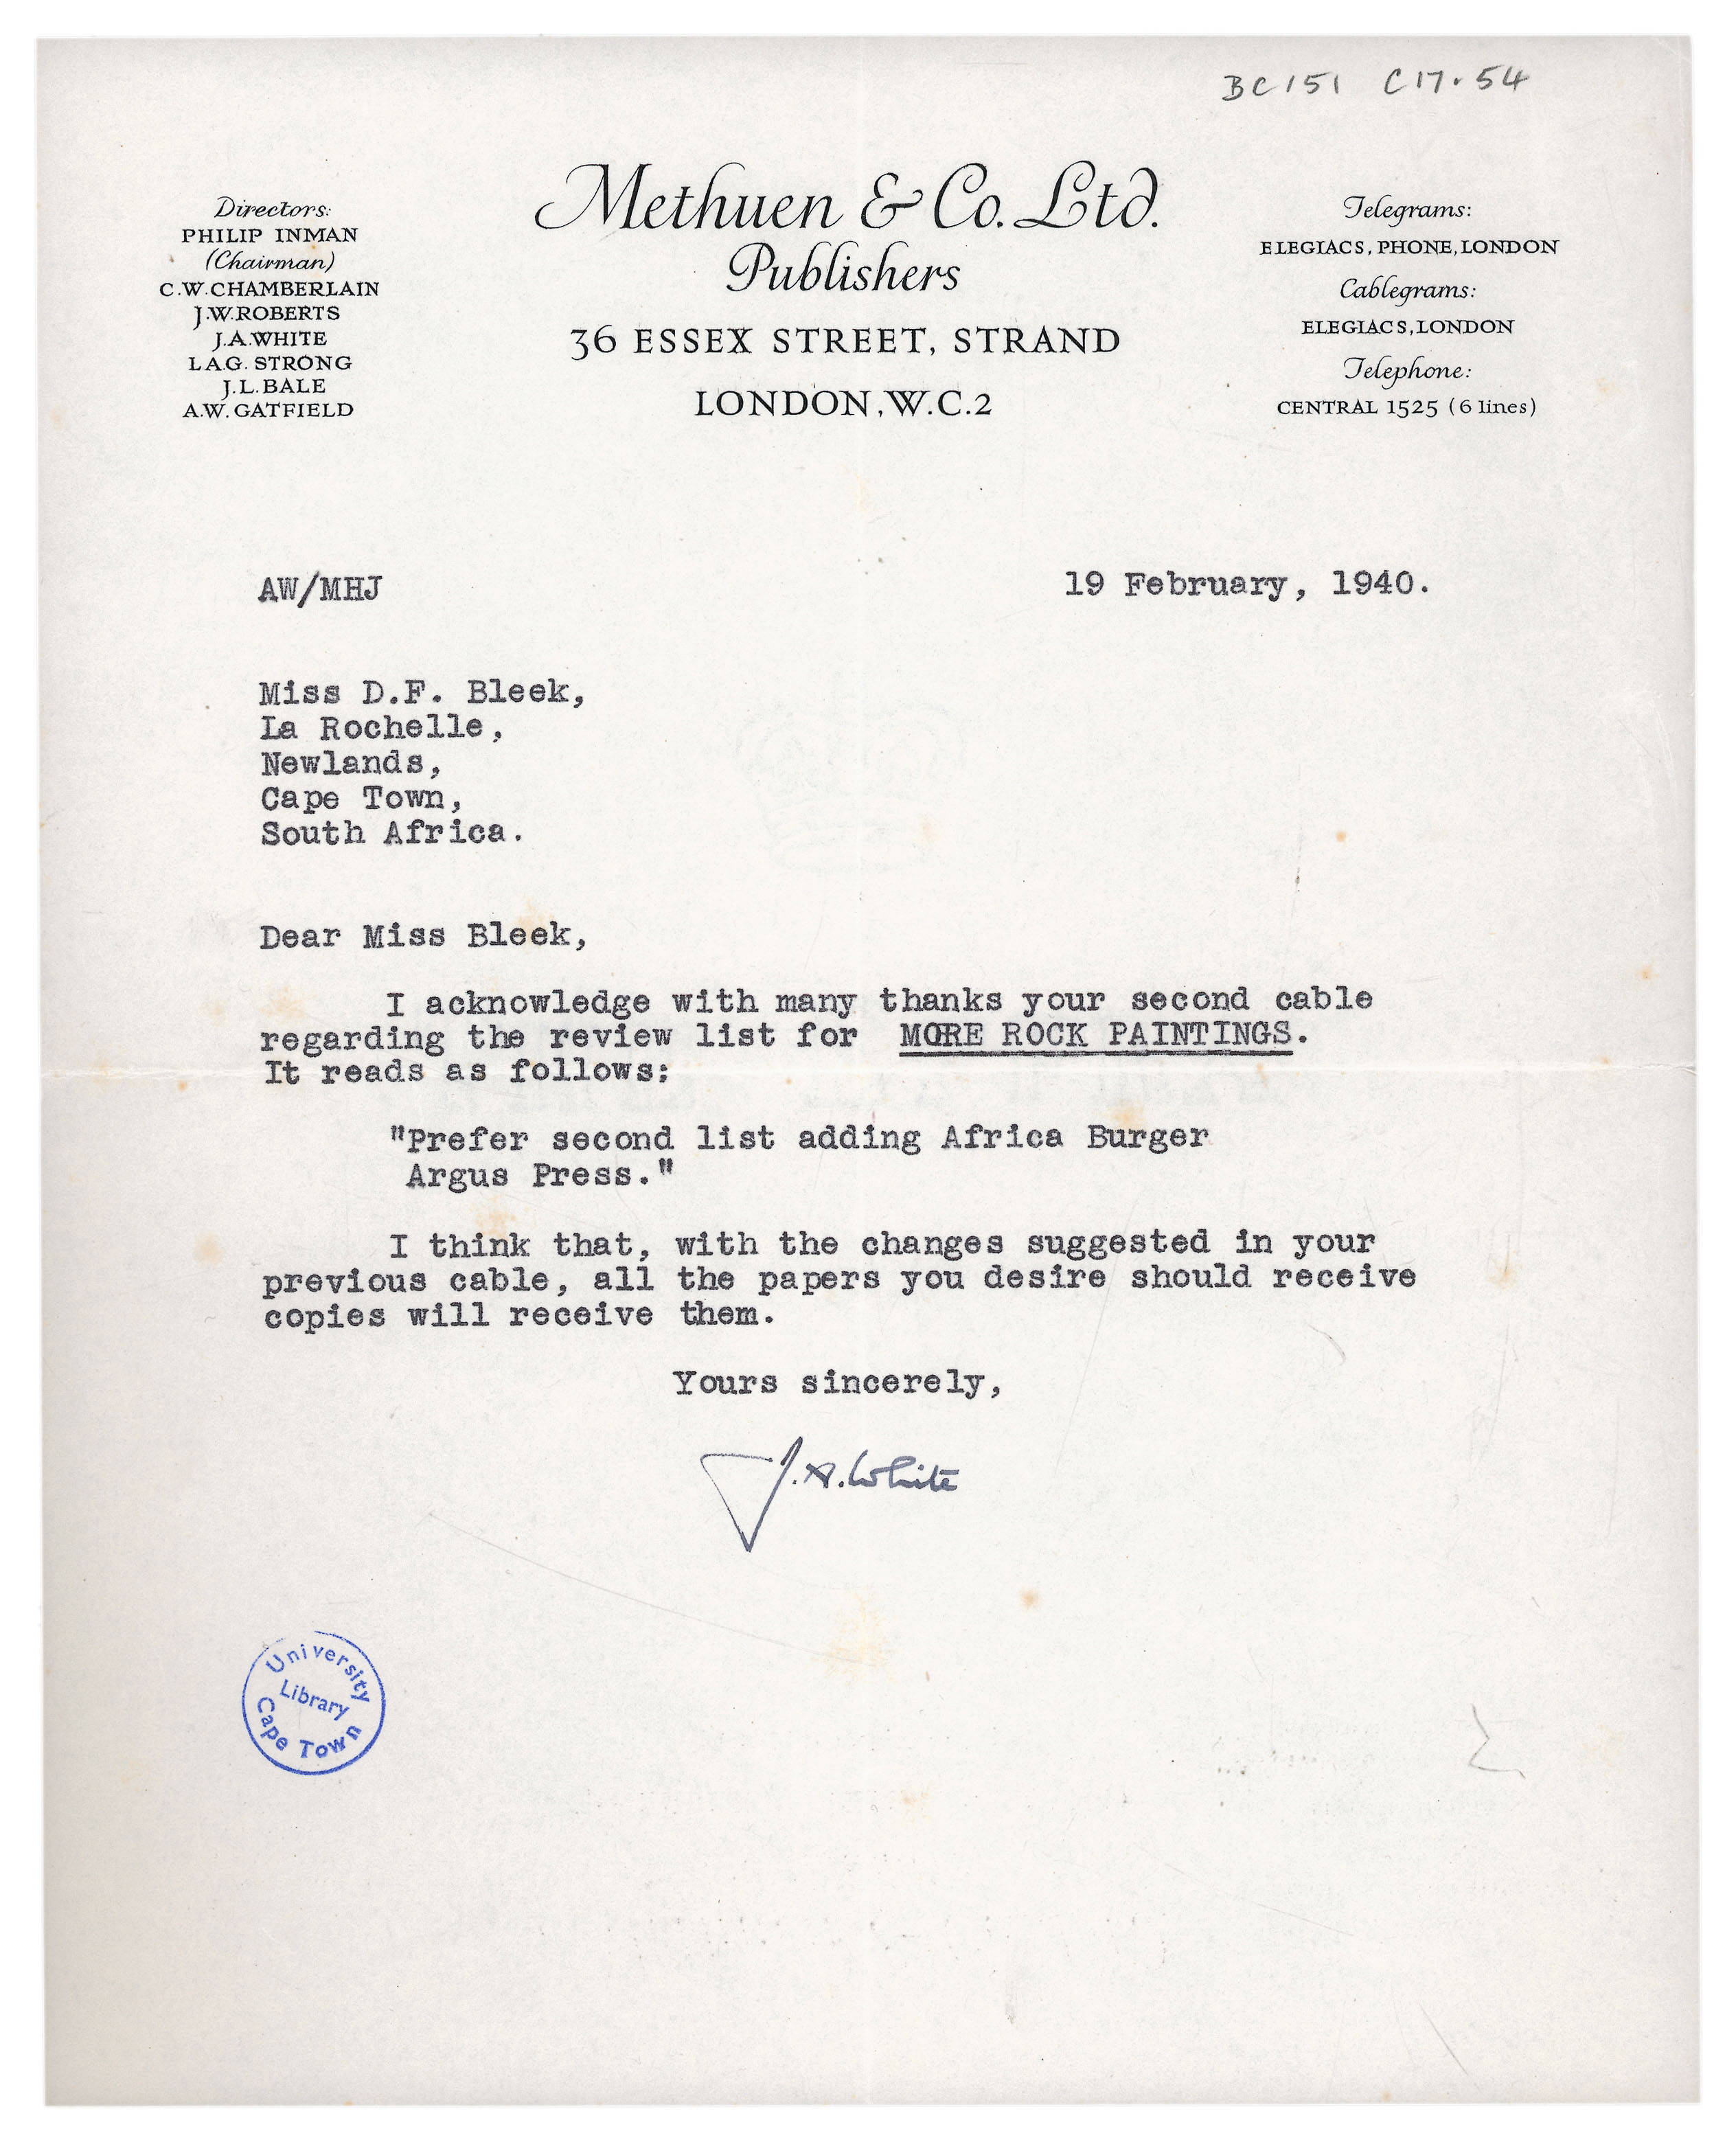 BC151 C17.54
Methuen & Co. Ltd.
Publishers
36 ESSEX STREET, STRAND
LONDON, W.C.2
Directors:
PHILIP INMAN
(Chairman)
C.W. CHAMBERLAIN
J.W. ROBERTS
J.A. WHITE
L.A.G. STRONG
J.L. BALE
A.W. GATFIELD
Telegrams:
ELEGIACS, PHONE, LONDON
Cablegrams:
ELEGIACS, LONDON
Telephone:
CENTRAL 1525 (6 lines)
AW/MHJ
19 February, 1940.
Miss D.F. Bleek,
La Rochelle,
Newlands,
Cape Town,
South Africa.
Dear Miss Bleek,
I acknowledge with many thanks your second cable
regarding the review list for MORE ROCK PAINTINGS.
It reads as follows:
"Prefer second list adding Africa Burger
Argus Press."
I think that, with the changes suggested in your
previous cable, all the papers you desire should receive
copies will receive them.
Yours sincerely,
J.A. White
University
Library
Cape Town